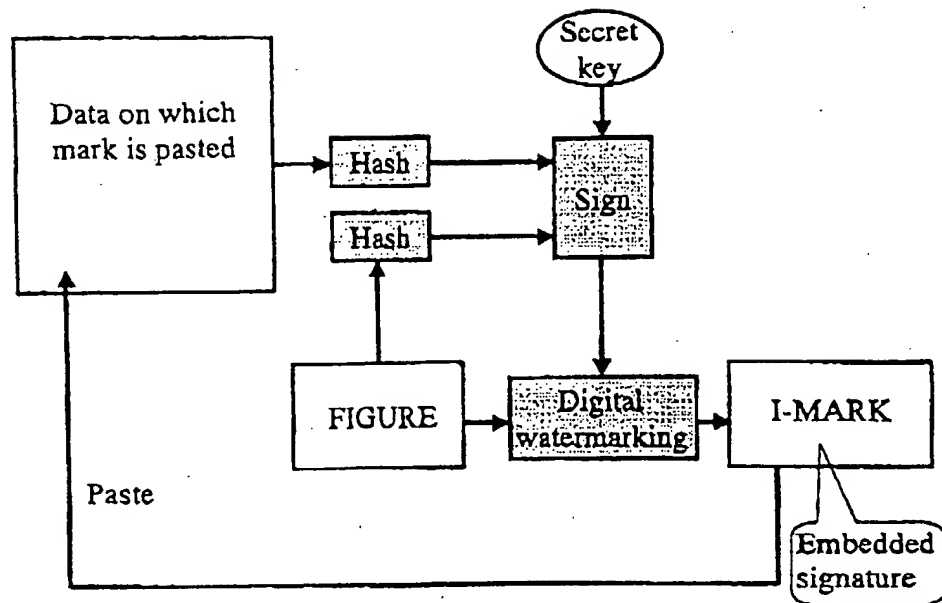 Secret
key
Data on which
mark is pasted
Hash
Sign
Hash
FIGURE
Digital
watermarking
I-MARK
Paste
Embedded
signature